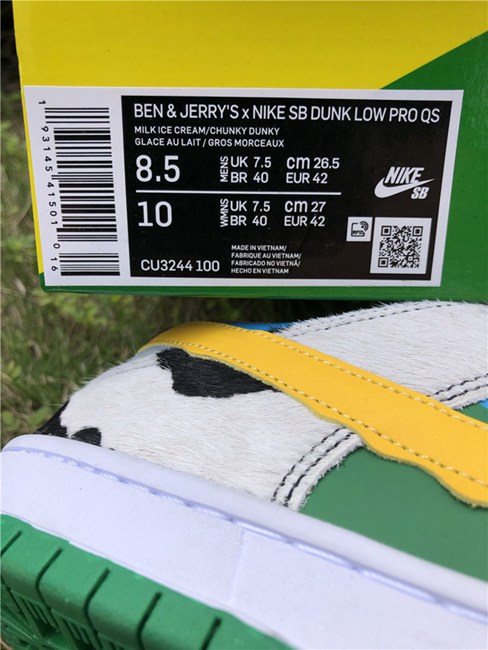 BEN & JERRY'S x NIKE SB DUNK LOW PRO QS
MILK ICE CREAM/CHUNKY DUNKY
GLACE AU LAIT / GROS MORCEAUX
8.5 MENS UK 7.5 cm 26.5
BR 40 EUR 42
10 WMNS UK 7.5 cm 27
BR 40 EUR 42
NIKE
SB
CU3244 100
MADE IN VIETNAM/
FABRIQUE AU VIETNAM/
FABRICADO NO VIETNÃ/
HECHO EN VIETNAM
1 93145 41501 016